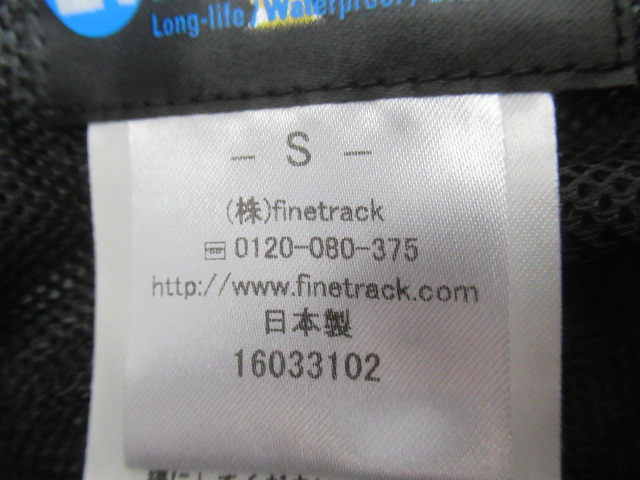 Long-life/Waterproof/
- S -
(株)finetrack
0120-080-375
http://www.finetrack.com
日本製
16033102